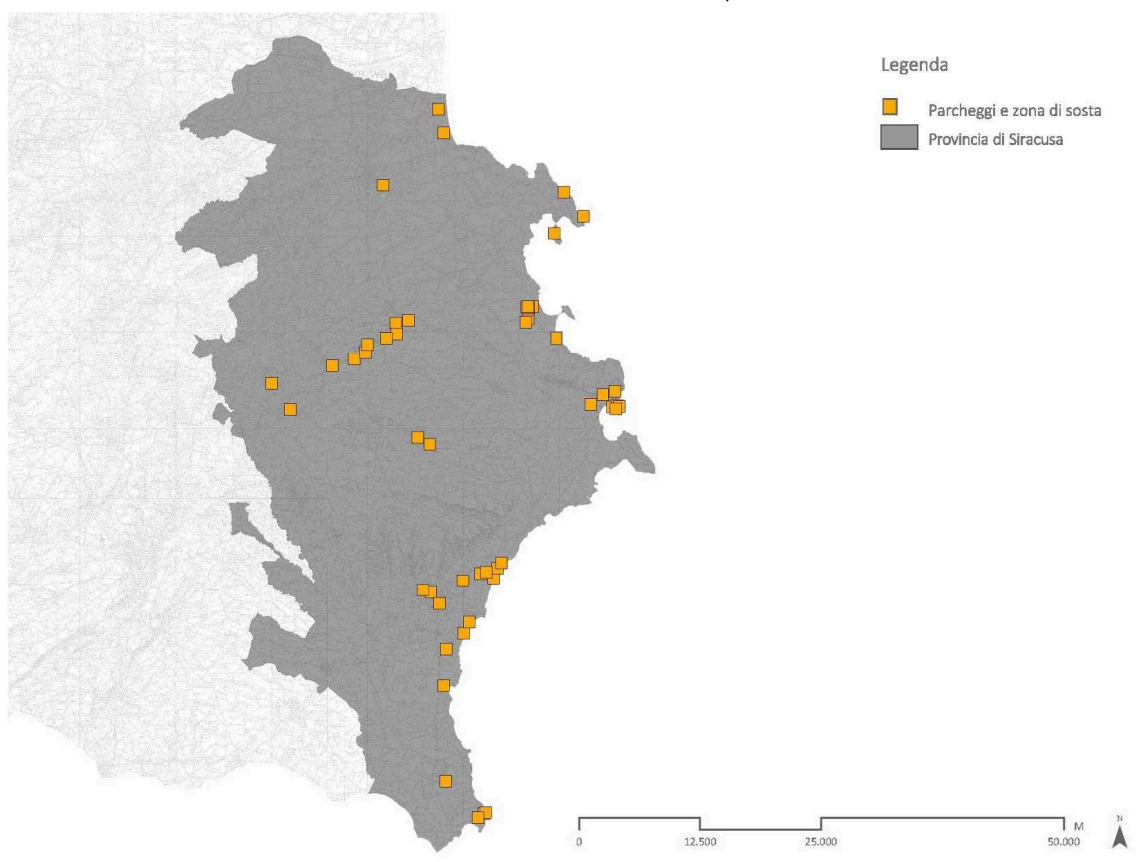 Legenda
Parcheggi e zona di sosta
Provincia di Siracusa
N
M
0
12.500
25.000
50.000